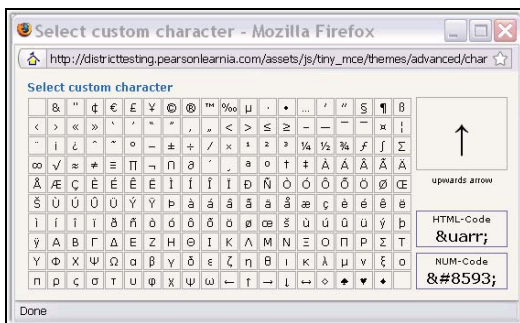 Select custom character - Mozilla Firefox
http://districttesting.pearsonlearnia.com/assets/js/tiny_mce/themes/advanced/char
Select custom character
& " ¢ € £ ¥ © ® ™ ‰ µ · • … ′ ″ § ¶ ß
‹ › « » ‘ ’ “ ” ‚ „ < > ≤ ≥ – — ¯ ‾ ¤ ¦
¨ ¡ ¿ ˆ ˜ ° − ± ÷ ⁄ × ¹ ² ³ ¼ ½ ¾ ƒ ∫ ∑
∞ √ ≈ ≠ ≡ ∏ ¬ ∩ ∂ ´ ¸ ª º † ‡ À Á Â Ã Ä
Å Æ Ç È É Ê Ë Ì Í Î Ï Ð Ñ Ò Ó Ô Õ Ö Ø Œ
Š Ù Ú Û Ü Ý Ÿ Þ à á â ã ä å æ ç è é ê ë
ì í î ï ð ñ ò ó ô õ ö ø œ š ù ú û ü ý þ
ÿ Α Β Γ Δ Ε Ζ Η Θ Ι Κ Λ Μ Ν Ξ Ο Π Ρ Σ Τ
Υ Φ Χ Ψ Ω α β γ δ ε ζ η θ ι κ λ μ ν ξ ο
π ρ ς σ τ υ φ χ ψ ω ← ↑ → ↓ ↔ ◊ ♠ ♥ ♦
↑
upwards arrow
HTML-Code
&uarr;
NUM-Code
&#8593;
Done